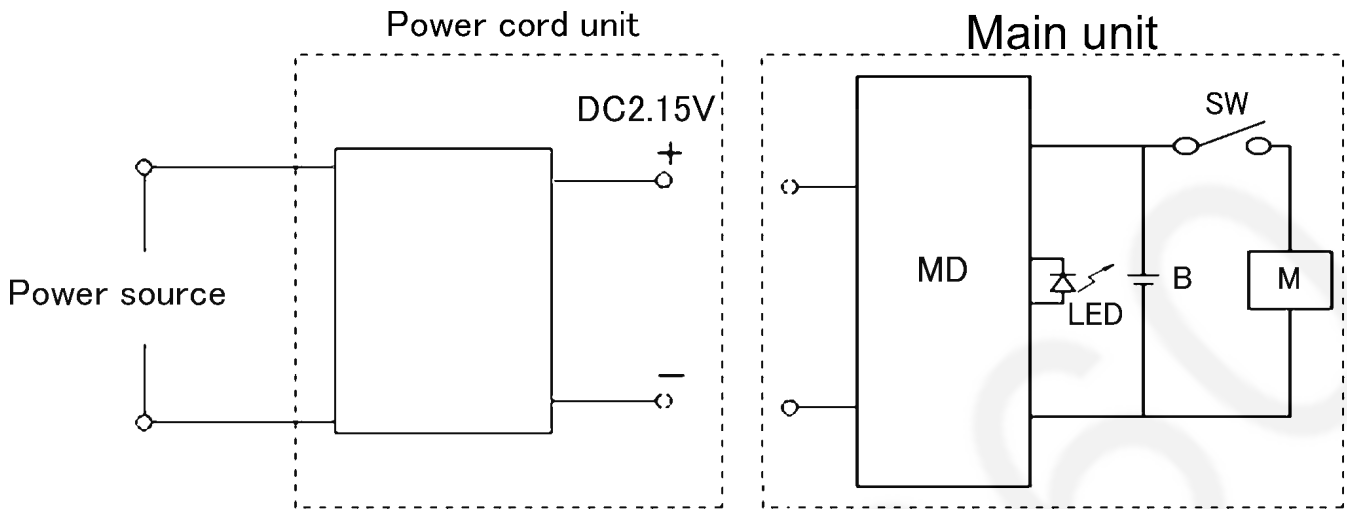 Power cord unit
Main unit
DC2.15V
+
−
Power source
MD
LED
B
SW
M